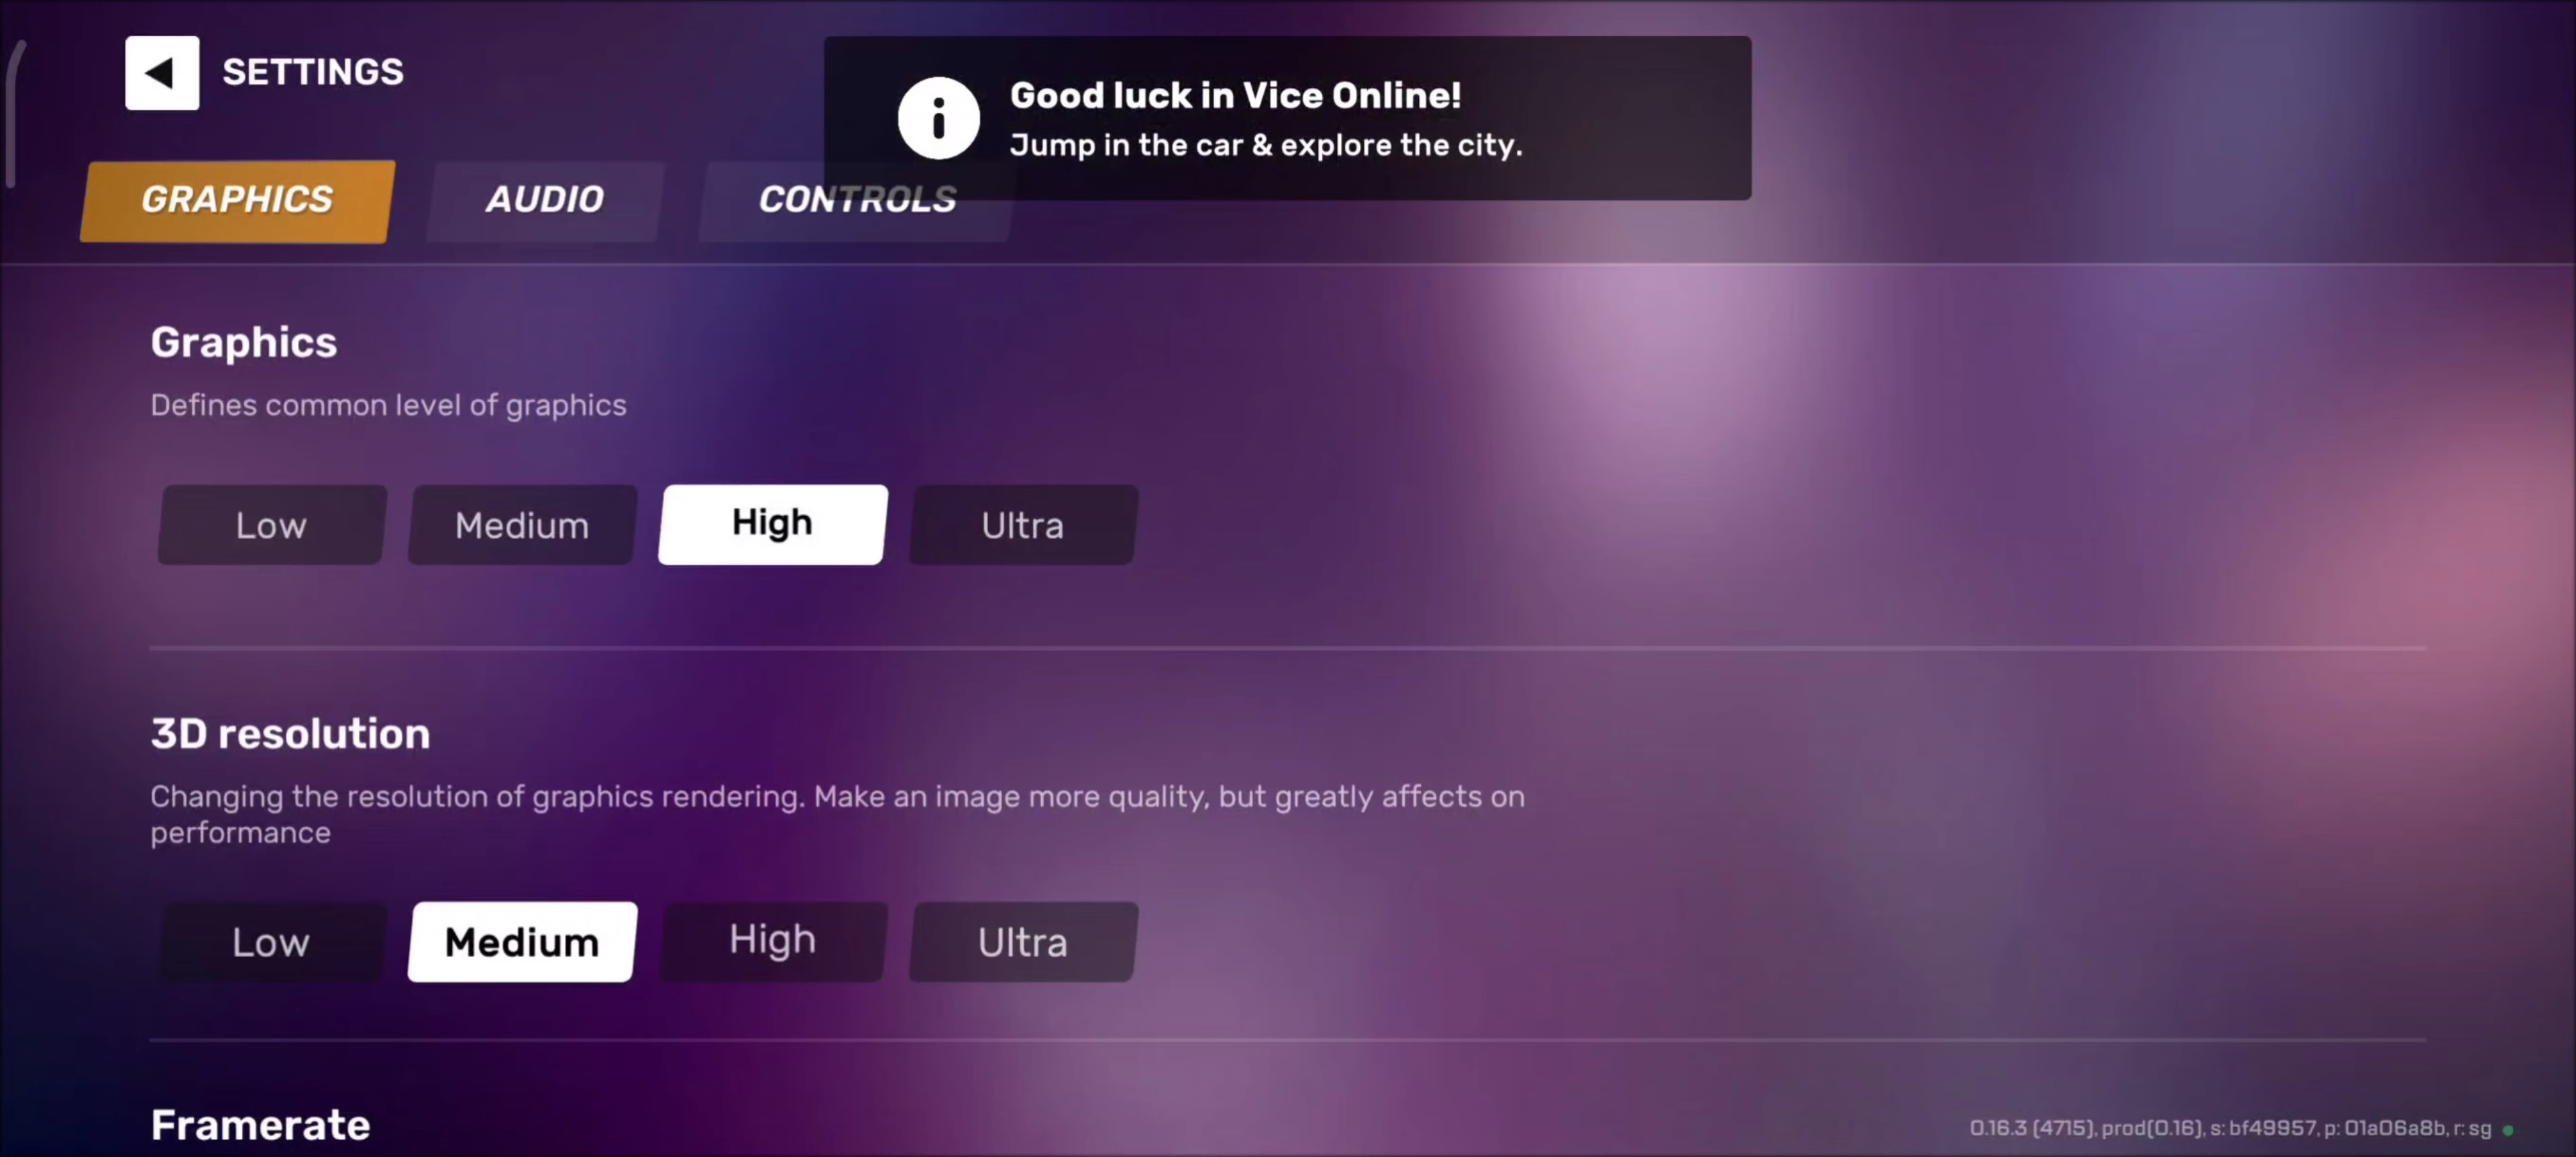 SETTINGS
Good luck in Vice Online!
Jump in the car & explore the city.
GRAPHICS
AUDIO
CONTROLS
Graphics
Defines common level of graphics
Low
Medium
High
Ultra
3D resolution
Changing the resolution of graphics rendering. Make an image more quality, but greatly affects on
performance
Low
Medium
High
Ultra
Framerate
0.16.3 (4715), prod(0.16), s: bf49957, p: 01a06a8b, r: sg